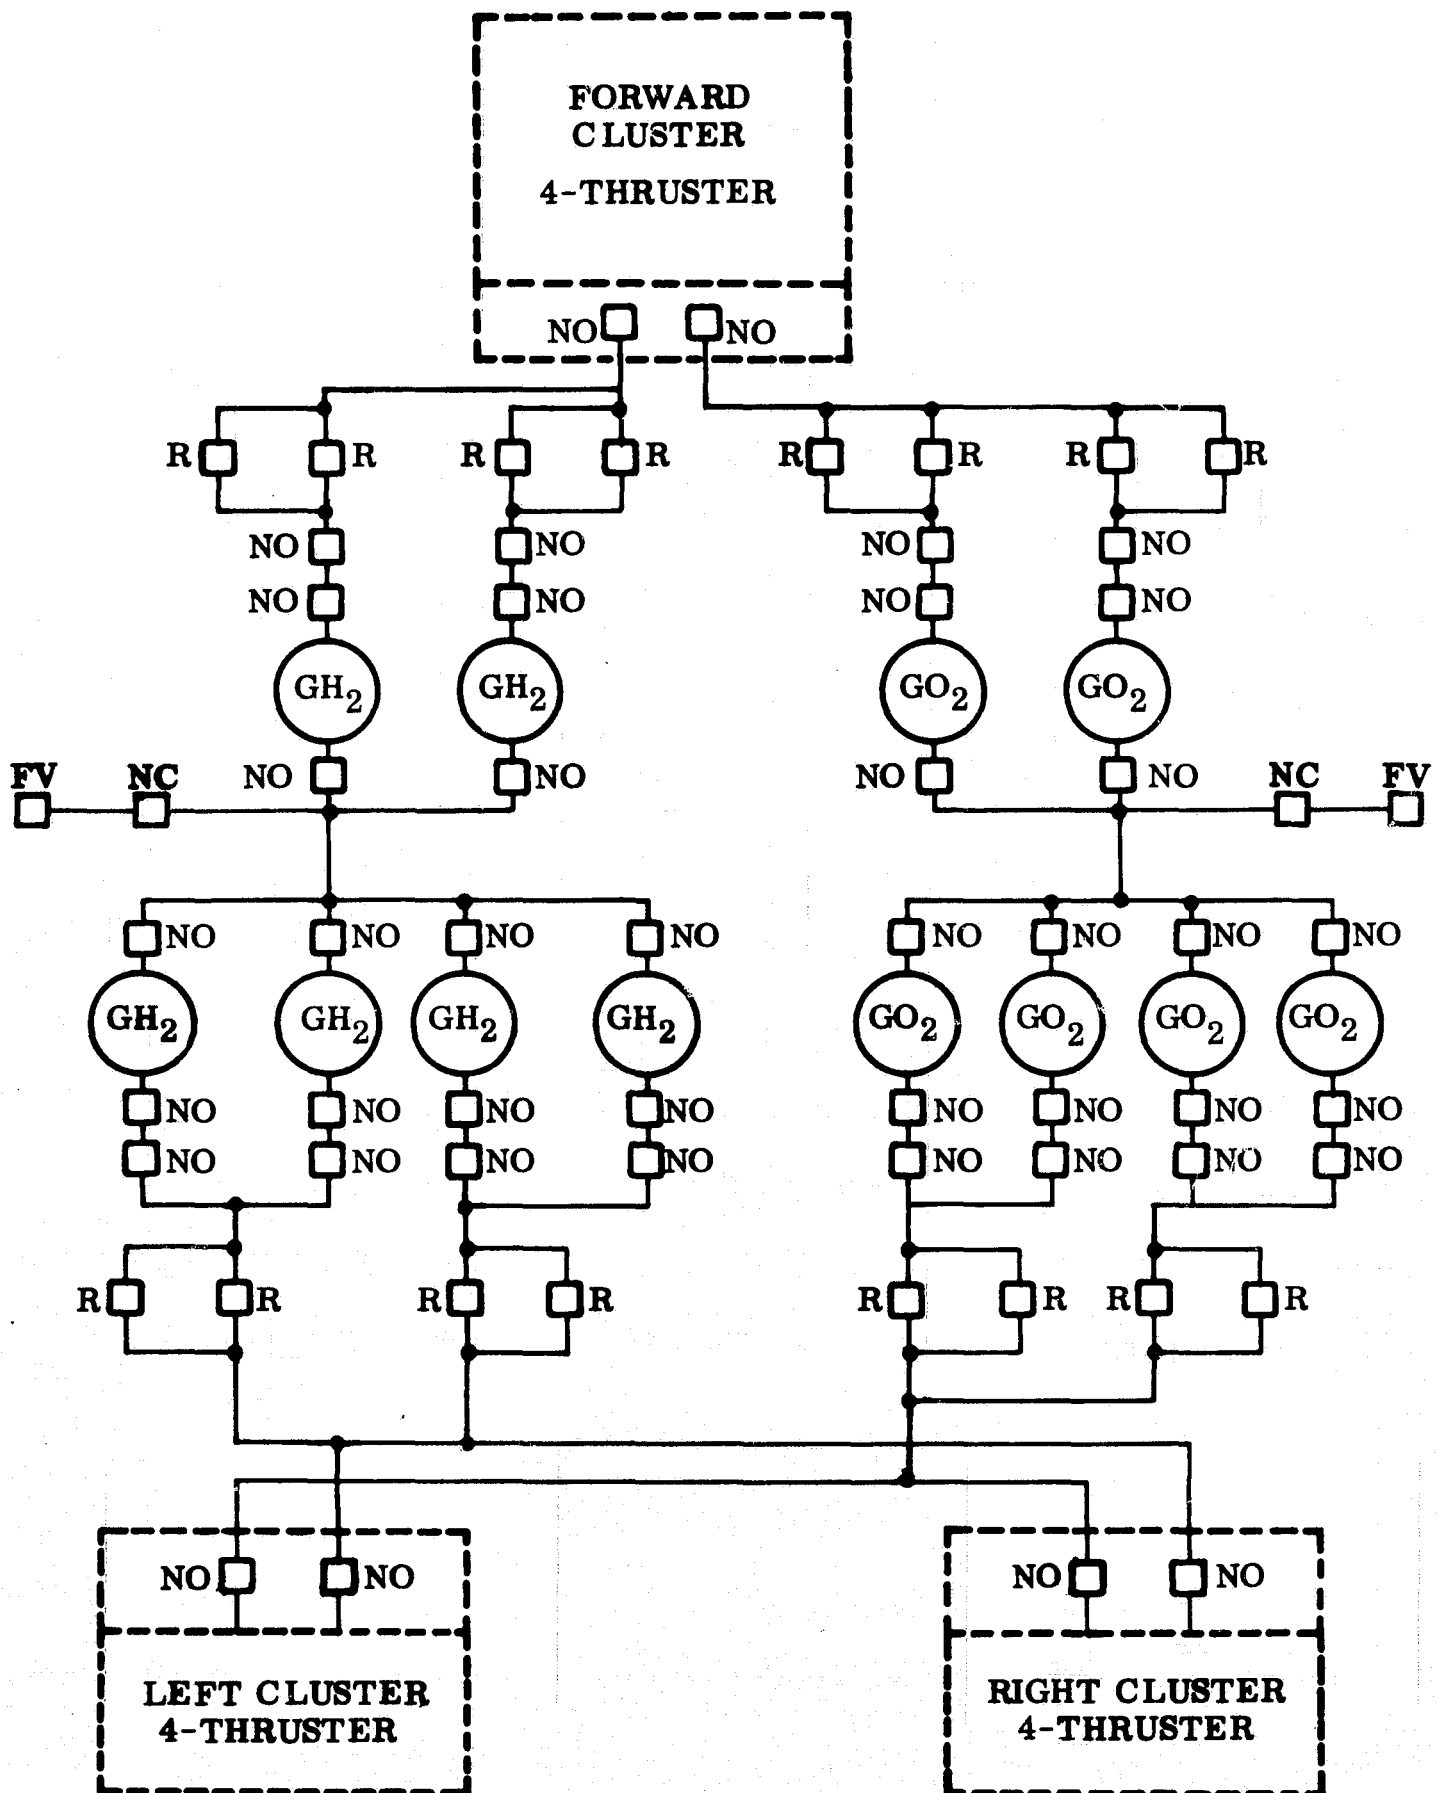 FORWARD
CLUSTER
4-THRUSTER
NO NO
R R R R R R R R
NO NO NO NO
NO NO NO NO
GH2 GH2 GO2 GO2
FV NC NO NO NO NO NC FV
NO NO NO NO NO NO NO NO
GH2 GH2 GH2 GH2 GO2 GO2 GO2 GO2
NO NO NO NO NO NO NO NO
NO NO NO NO NO NO NO NO
R R R R R R R R
NO NO NO NO
LEFT CLUSTER
4-THRUSTER
RIGHT CLUSTER
4-THRUSTER